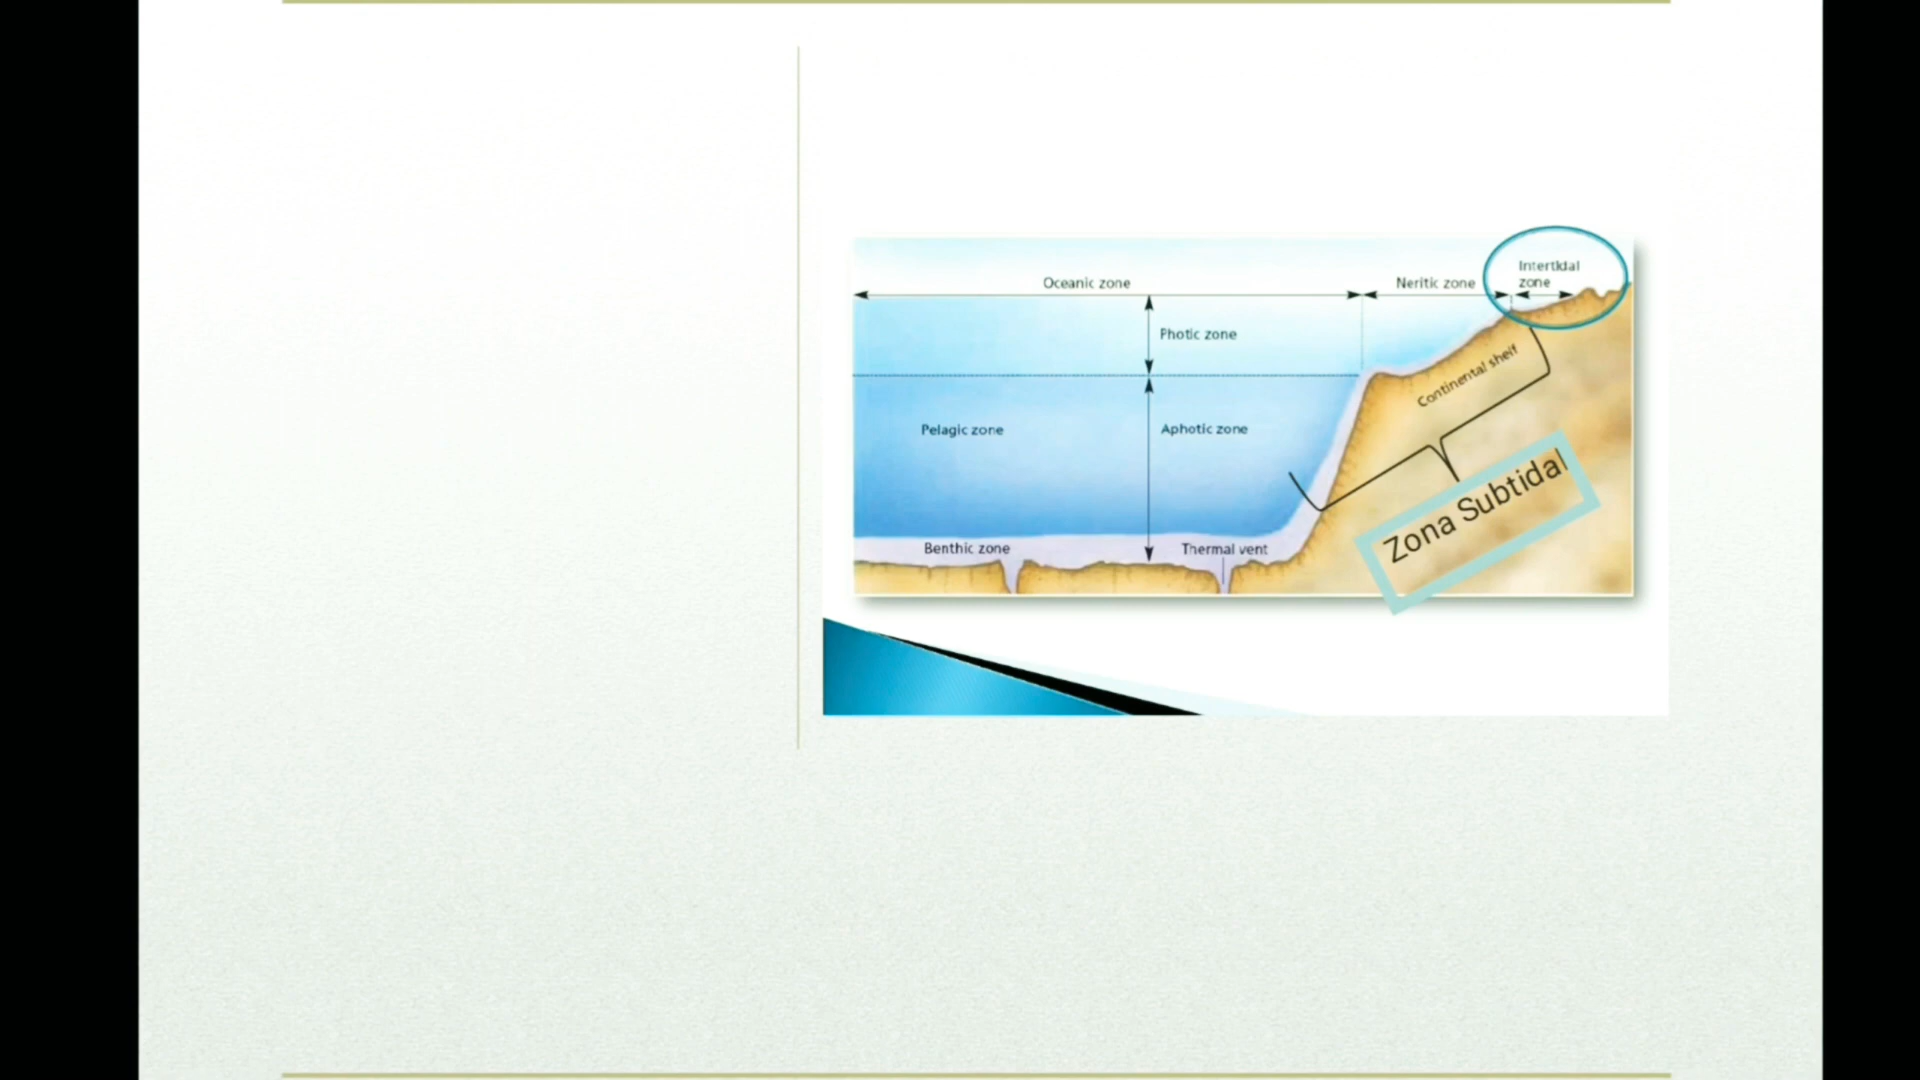 Intertidal
zone
Oceanic zone
Neritic zone
Photic zone
Continental shelf
Pelagic zone
Aphotic zone
Zona Subtidal
Benthic zone
Thermal vent